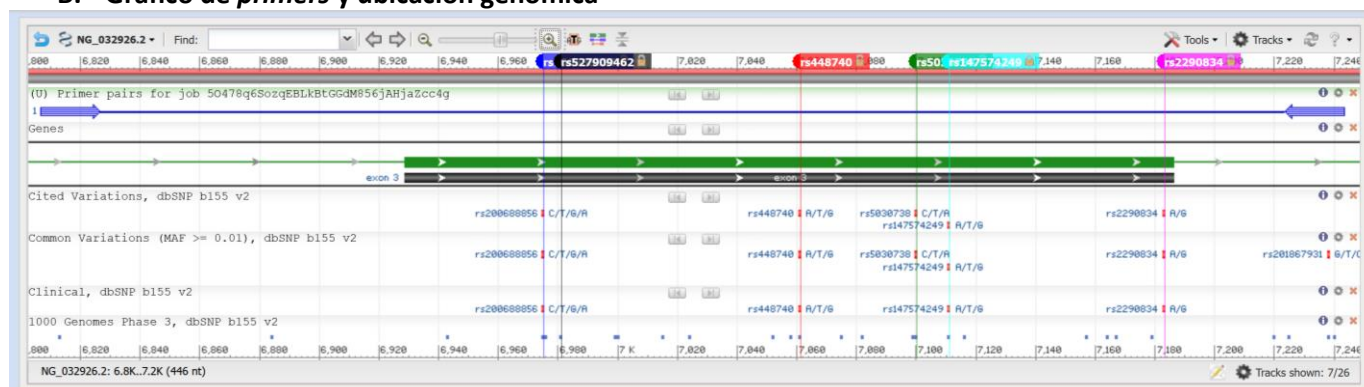 B. Gráfico de primers y ubicación genómica
NG_032926.2 Find: Tools Tracks ?
,800 6,820 6,840 6,860 6,880 6,900 6,920 6,940 6,960 rs527909462 7,020 7,040 rs448740 rs147574249 7,140 7,160 rs2290834 7,220 7,240
(U) Primer pairs for job 50478q6SozqEBLkBtGGdM856jAHjaZcc4g
1
Genes
exon 3 exon 3
Cited Variations, dbSNP b155 v2
rs200688856 C/T/G/A rs448740 A/T/G rs5030738 C/T/A rs2290834 A/G
rs147574249 A/T/G
Common Variations (MAF >= 0.01), dbSNP b155 v2
rs200688856 C/T/G/A rs448740 A/T/G rs5030738 C/T/A rs2290834 A/G rs201867931 G/T/C
rs147574249 A/T/G
Clinical, dbSNP b155 v2
rs200688856 C/T/G/A rs448740 A/T/G rs147574249 A/T/G rs2290834 A/G
1000 Genomes Phase 3, dbSNP b155 v2
,800 6,820 6,840 6,860 6,880 6,900 6,920 6,940 6,960 6,980 7 K 7,020 7,040 7,060 7,080 7,100 7,120 7,140 7,160 7,180 7,200 7,220 7,240
NG_032926.2: 6.8K..7.2K (446 nt) Tracks shown: 7/26